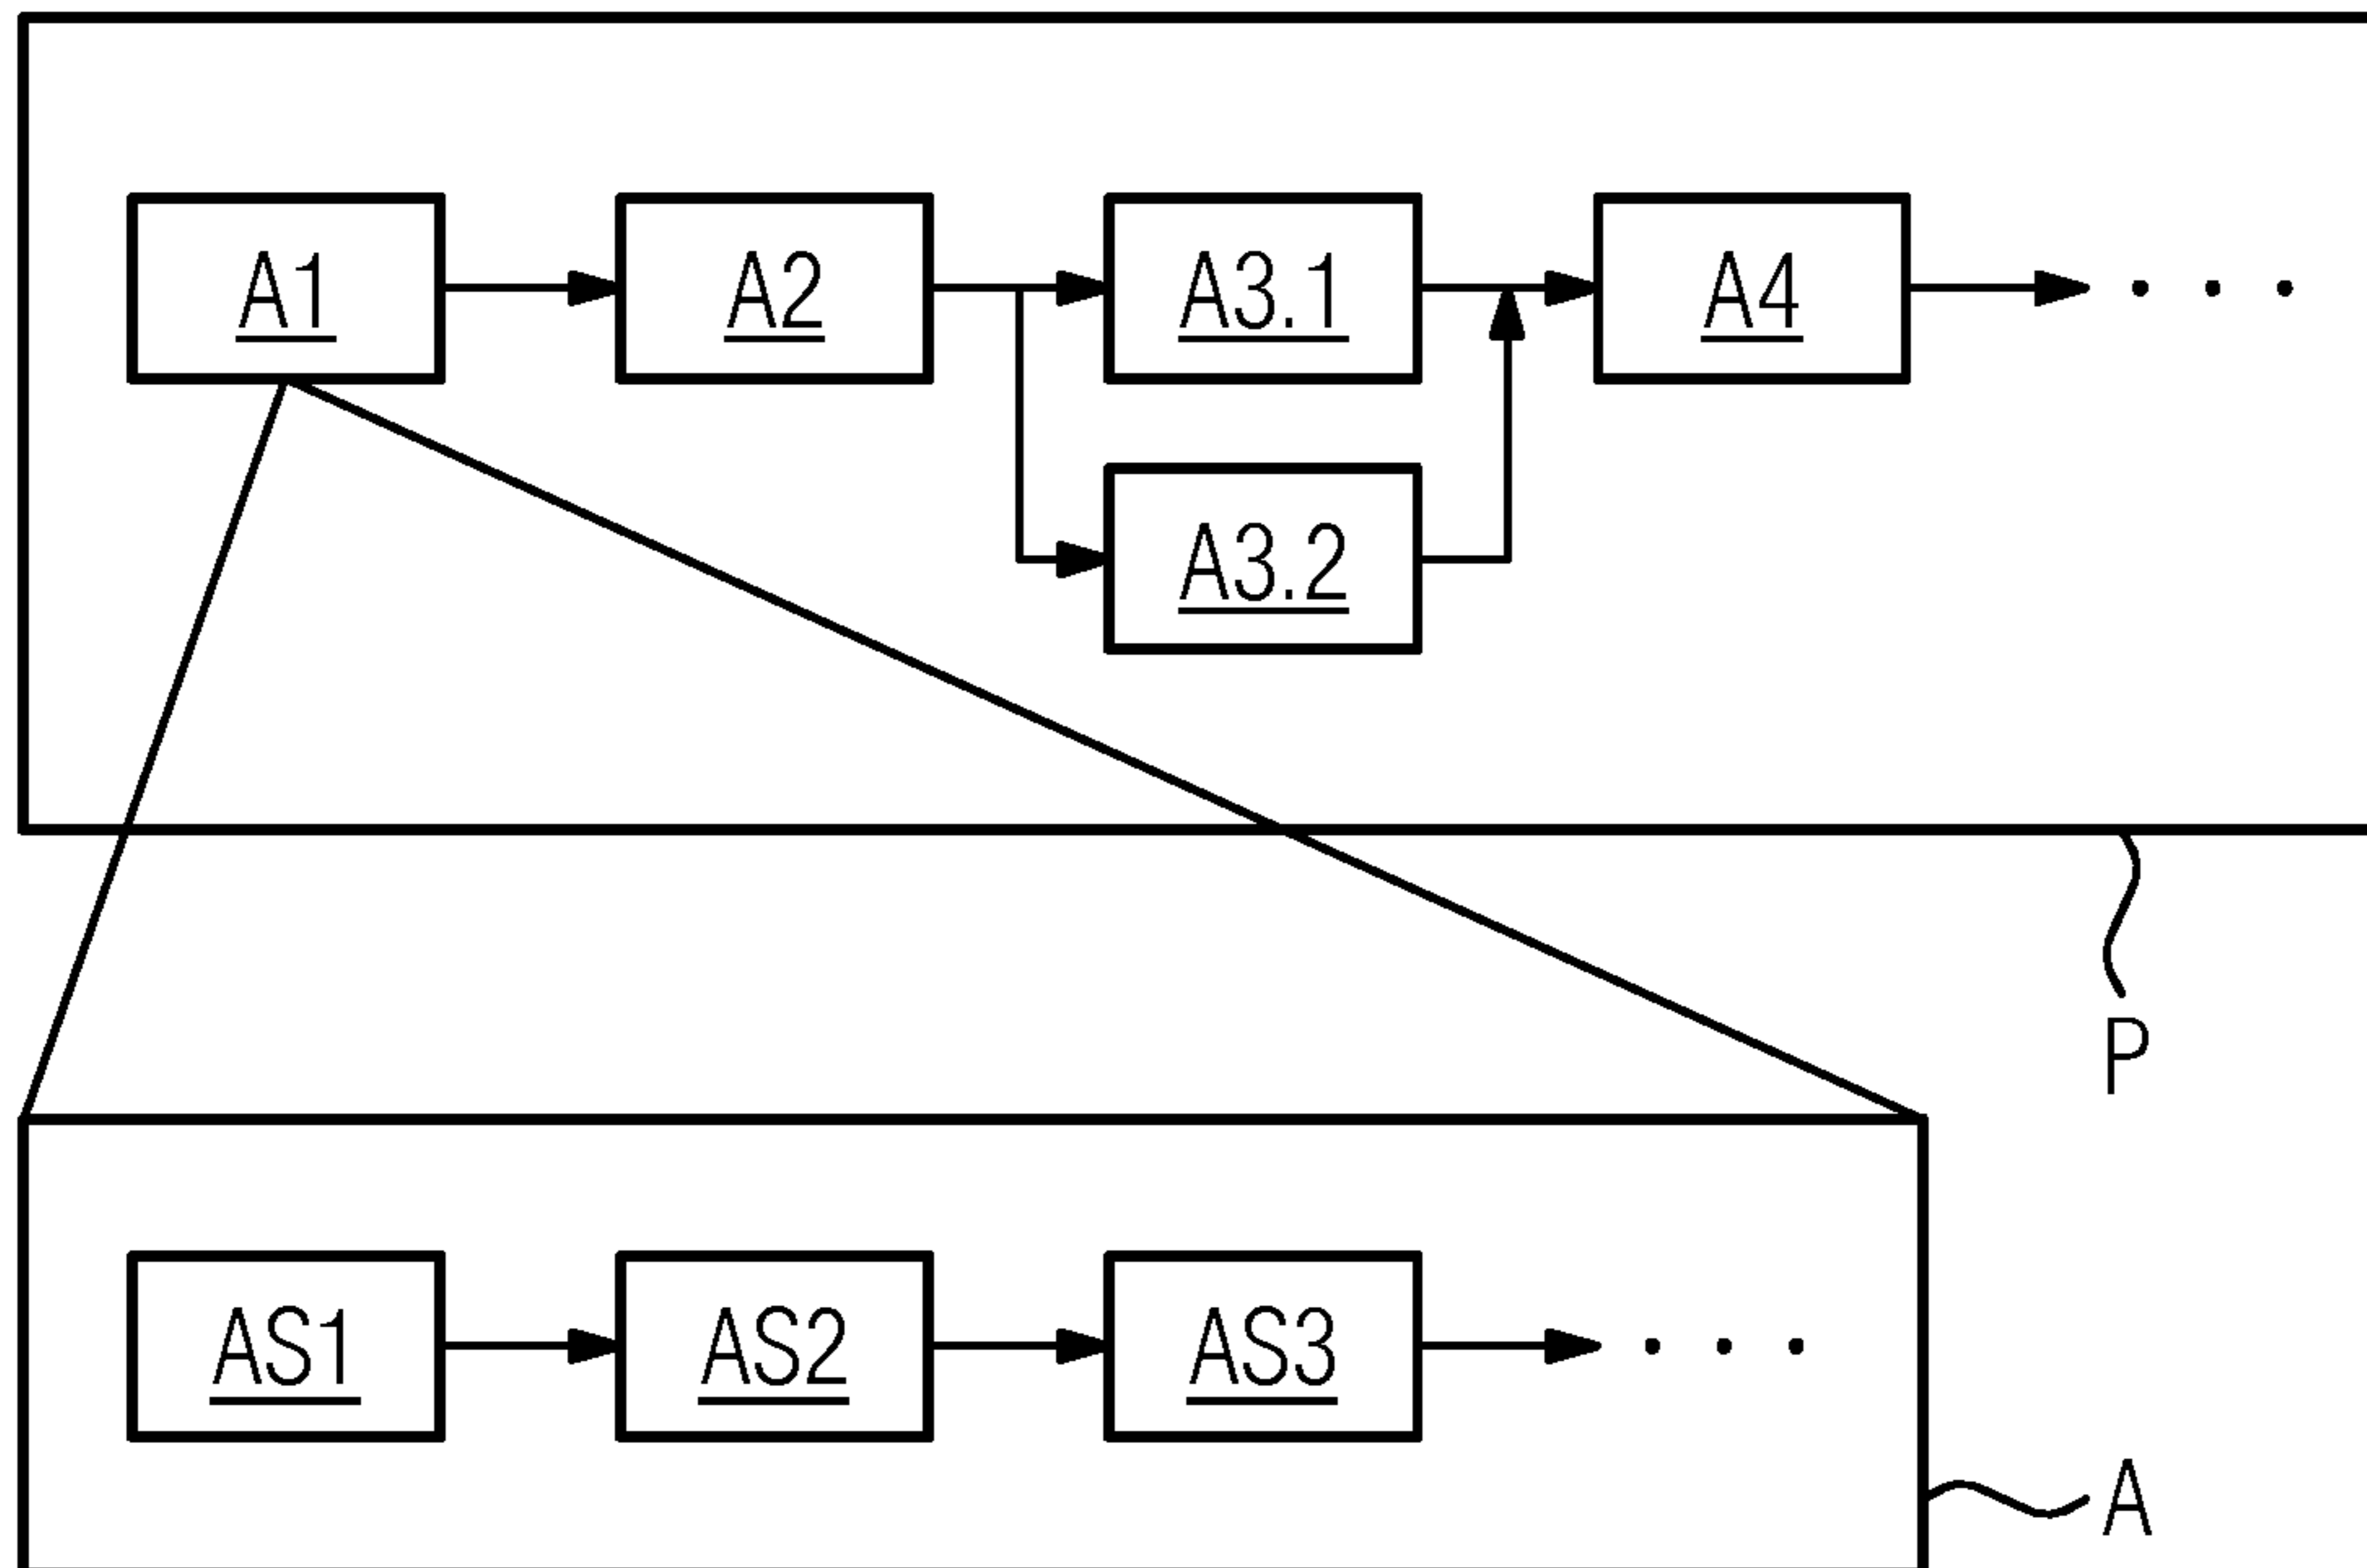 A1 A2 A3.1 A4 . . .
A3.2
P
AS1 AS2 AS3 . . .
A